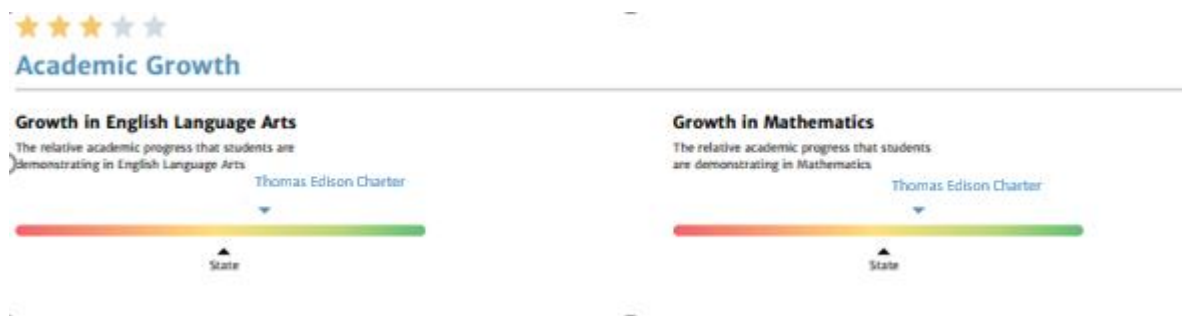 Academic Growth
Growth in English Language Arts
The relative academic progress that students are
demonstrating in English Language Arts
Thomas Edison Charter
State
Growth in Mathematics
The relative academic progress that students
are demonstrating in Mathematics
Thomas Edison Charter
State